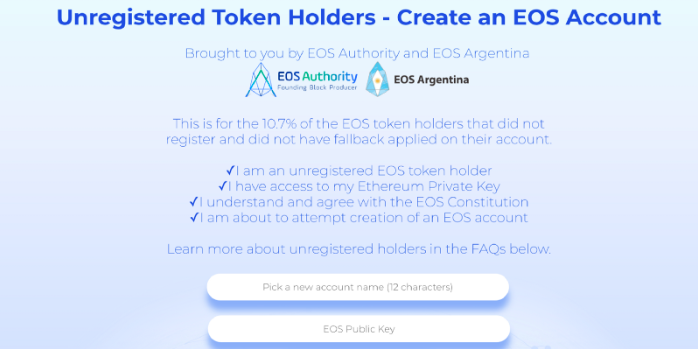 Unregistered Token Holders - Create an EOS Account
Brought to you by EOS Authority and EOS Argentina
EOS Authority
Founding Block Producer
EOS Argentina
This is for the 10.7% of the EOS token holders that did not
register and did not have fallback applied on their account.
✓I am an unregistered EOS token holder
✓I have access to my Ethereum Private Key
✓I understand and agree with the EOS Constitution
✓I am about to attempt creation of an EOS account
Learn more about unregistered holders in the FAQs below.
Pick a new account name (12 characters)
EOS Public Key